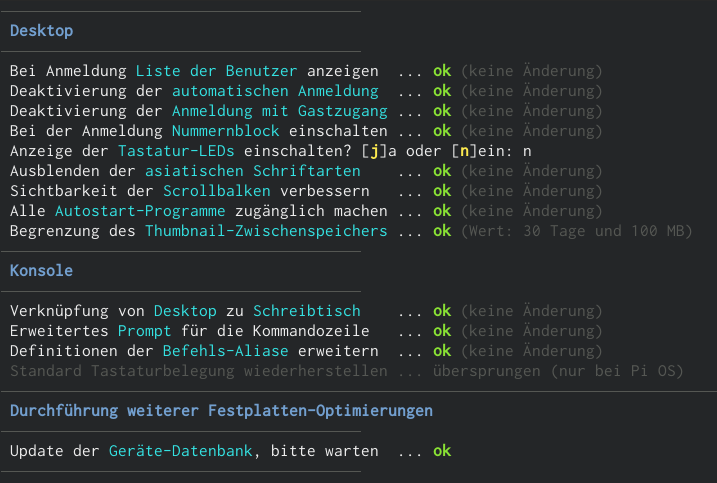 Desktop
Bei Anmeldung Liste der Benutzer anzeigen ... ok (keine Änderung)
Deaktivierung der automatischen Anmeldung ... ok (keine Änderung)
Deaktivierung der Anmeldung mit Gastzugang ... ok (keine Änderung)
Bei der Anmeldung Nummernblock einschalten ... ok (keine Änderung)
Anzeige der Tastatur-LEDs einschalten? [j]a oder [n]ein: n
Ausblenden der asiatischen Schriftarten ... ok (keine Änderung)
Sichtbarkeit der Scrollbalken verbessern ... ok (keine Änderung)
Alle Autostart-Programme zugänglich machen ... ok (keine Änderung)
Begrenzung des Thumbnail-Zwischenspeichers ... ok (Wert: 30 Tage und 100 MB)
Konsole
Verknüpfung von Desktop zu Schreibtisch ... ok (keine Änderung)
Erweitertes Prompt für die Kommandozeile ... ok (keine Änderung)
Definitionen der Befehls-Aliase erweitern ... ok (keine Änderung)
Standard Tastaturbelegung wiederherstellen ... übersprungen (nur bei Pi OS)
Durchführung weiterer Festplatten-Optimierungen
Update der Geräte-Datenbank, bitte warten ... ok